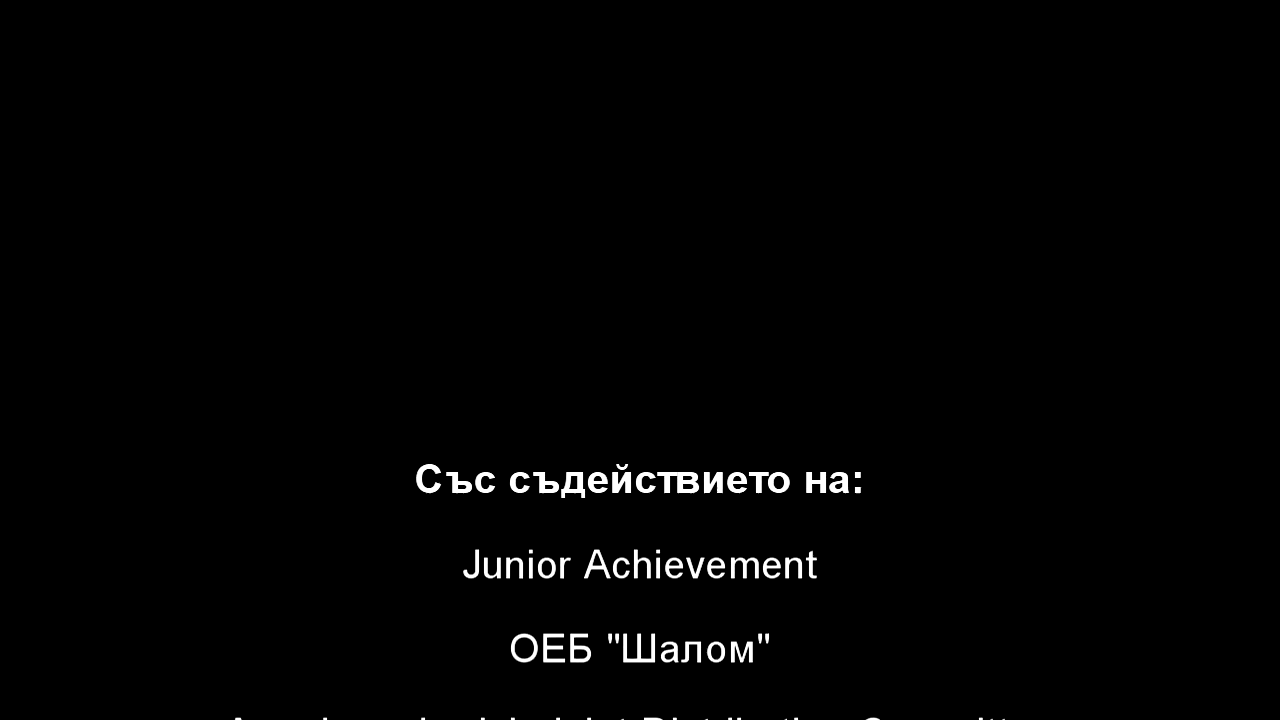 Със съдействието на:
Junior Achievement
ОЕБ "Шалом"